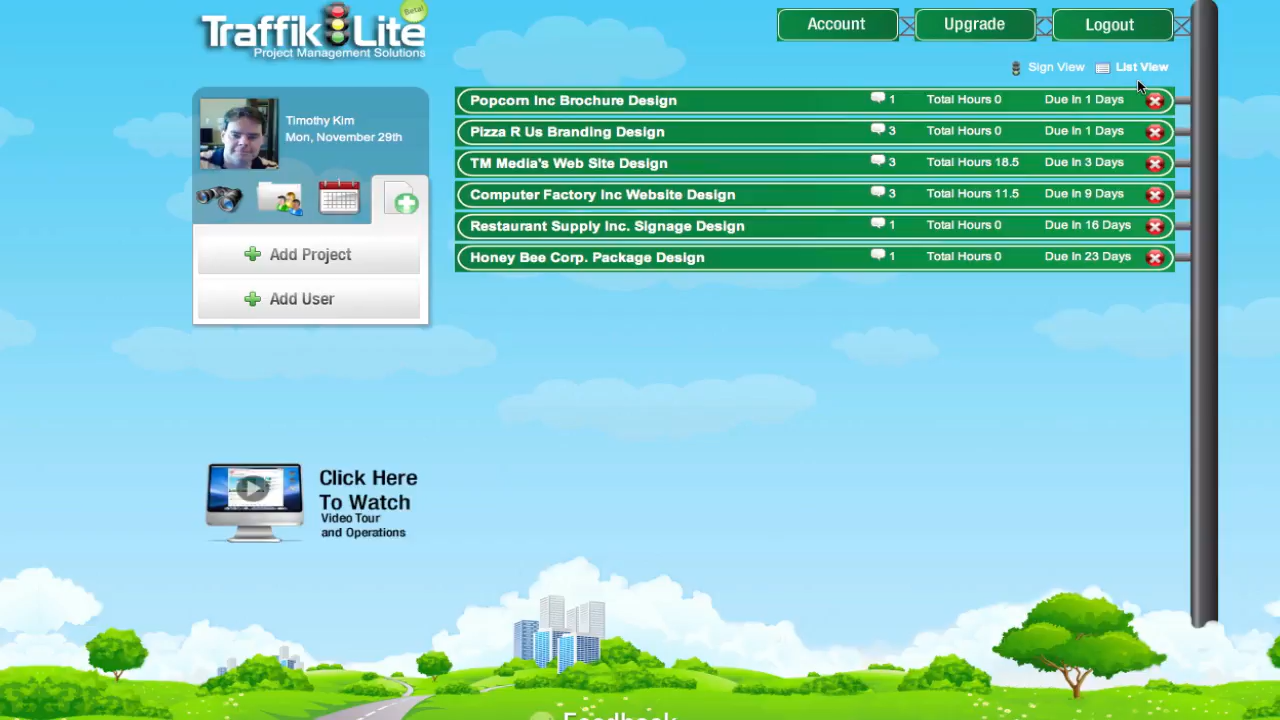 Traffik Lite
Beta!
Project Management Solutions
Account
Upgrade
Logout
Sign View
List View
Timothy Kim
Mon, November 29th
Add Project
Add User
Popcorn Inc Brochure Design 1 Total Hours 0 Due In 1 Days
Pizza R Us Branding Design 3 Total Hours 0 Due In 1 Days
TM Media's Web Site Design 3 Total Hours 18.5 Due In 3 Days
Computer Factory Inc Website Design 3 Total Hours 11.5 Due In 9 Days
Restaurant Supply Inc. Signage Design 1 Total Hours 0 Due In 16 Days
Honey Bee Corp. Package Design 1 Total Hours 0 Due In 23 Days
Click Here
To Watch
Video Tour
and Operations
Feedback